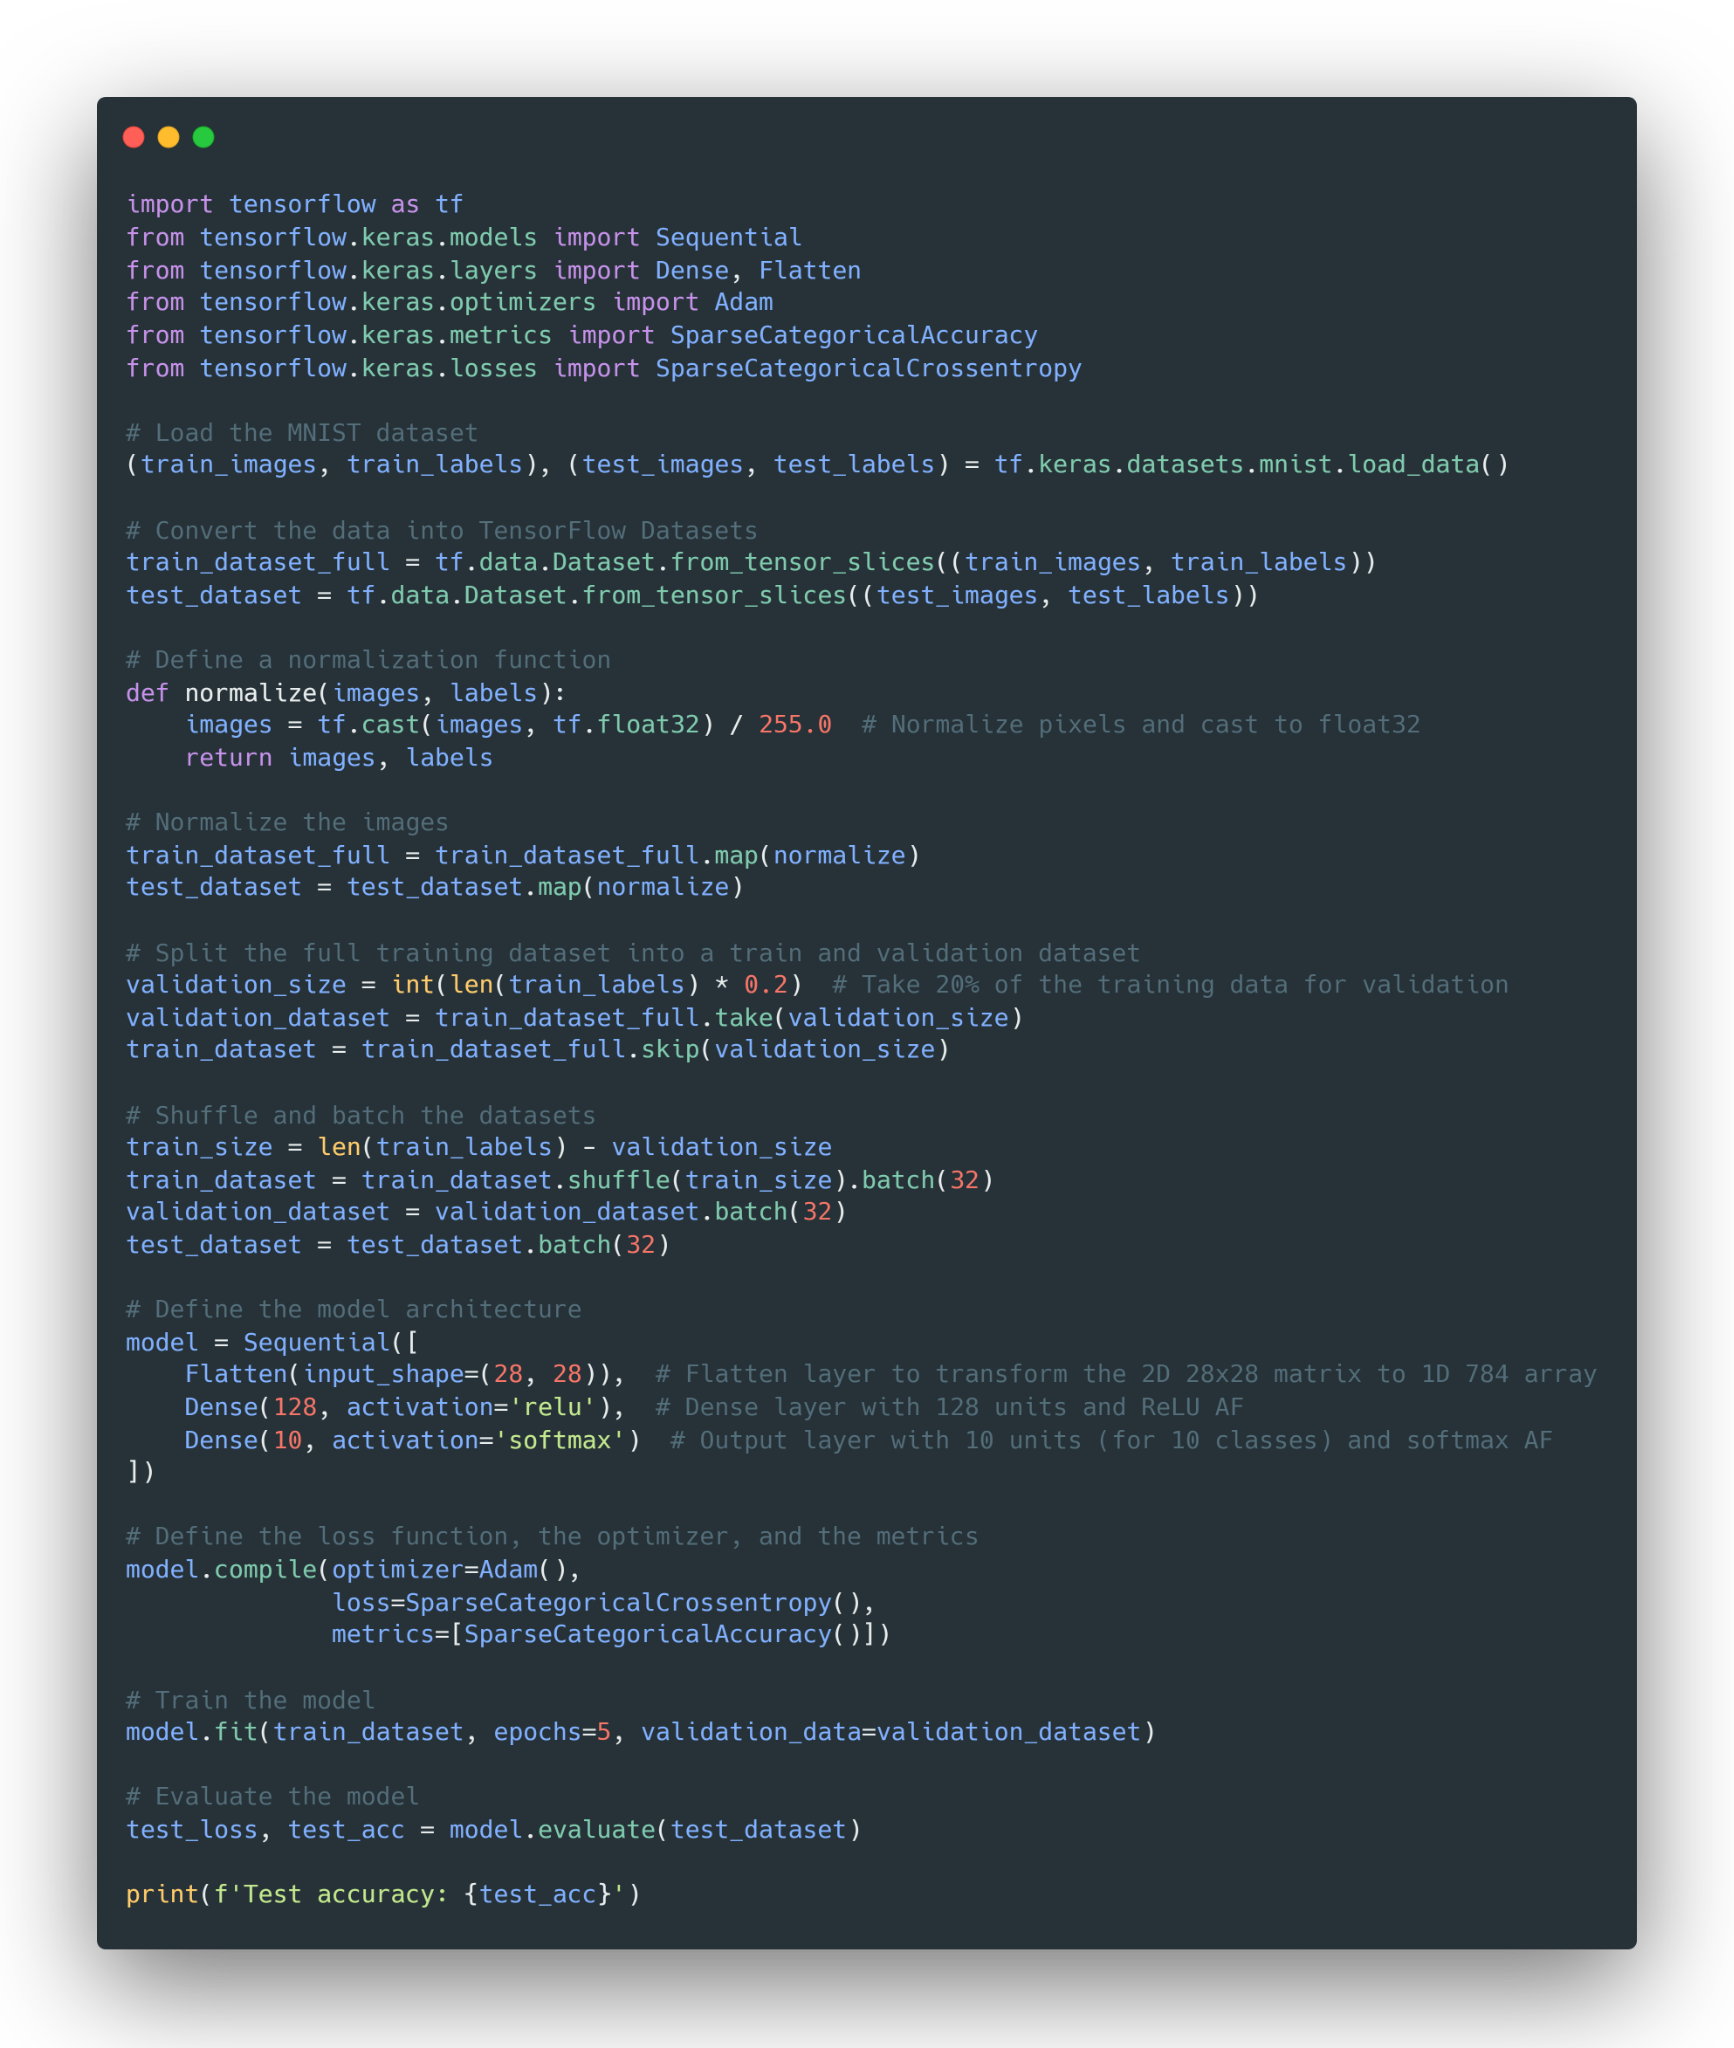 import tensorflow as tf
from tensorflow.keras.models import Sequential
from tensorflow.keras.layers import Dense, Flatten
from tensorflow.keras.optimizers import Adam
from tensorflow.keras.metrics import SparseCategoricalAccuracy
from tensorflow.keras.losses import SparseCategoricalCrossentropy

# Load the MNIST dataset
(train_images, train_labels), (test_images, test_labels) = tf.keras.datasets.mnist.load_data()

# Convert the data into TensorFlow Datasets
train_dataset_full = tf.data.Dataset.from_tensor_slices((train_images, train_labels))
test_dataset = tf.data.Dataset.from_tensor_slices((test_images, test_labels))

# Define a normalization function
def normalize(images, labels):
    images = tf.cast(images, tf.float32) / 255.0  # Normalize pixels and cast to float32
    return images, labels

# Normalize the images
train_dataset_full = train_dataset_full.map(normalize)
test_dataset = test_dataset.map(normalize)

# Split the full training dataset into a train and validation dataset
validation_size = int(len(train_labels) * 0.2)  # Take 20% of the training data for validation
validation_dataset = train_dataset_full.take(validation_size)
train_dataset = train_dataset_full.skip(validation_size)

# Shuffle and batch the datasets
train_size = len(train_labels) - validation_size
train_dataset = train_dataset.shuffle(train_size).batch(32)
validation_dataset = validation_dataset.batch(32)
test_dataset = test_dataset.batch(32)

# Define the model architecture
model = Sequential([
    Flatten(input_shape=(28, 28)),  # Flatten layer to transform the 2D 28x28 matrix to 1D 784 array
    Dense(128, activation='relu'),  # Dense layer with 128 units and ReLU AF
    Dense(10, activation='softmax')  # Output layer with 10 units (for 10 classes) and softmax AF
])

# Define the loss function, the optimizer, and the metrics
model.compile(optimizer=Adam(),
              loss=SparseCategoricalCrossentropy(),
              metrics=[SparseCategoricalAccuracy()])

# Train the model
model.fit(train_dataset, epochs=5, validation_data=validation_dataset)

# Evaluate the model
test_loss, test_acc = model.evaluate(test_dataset)

print(f'Test accuracy: {test_acc}')